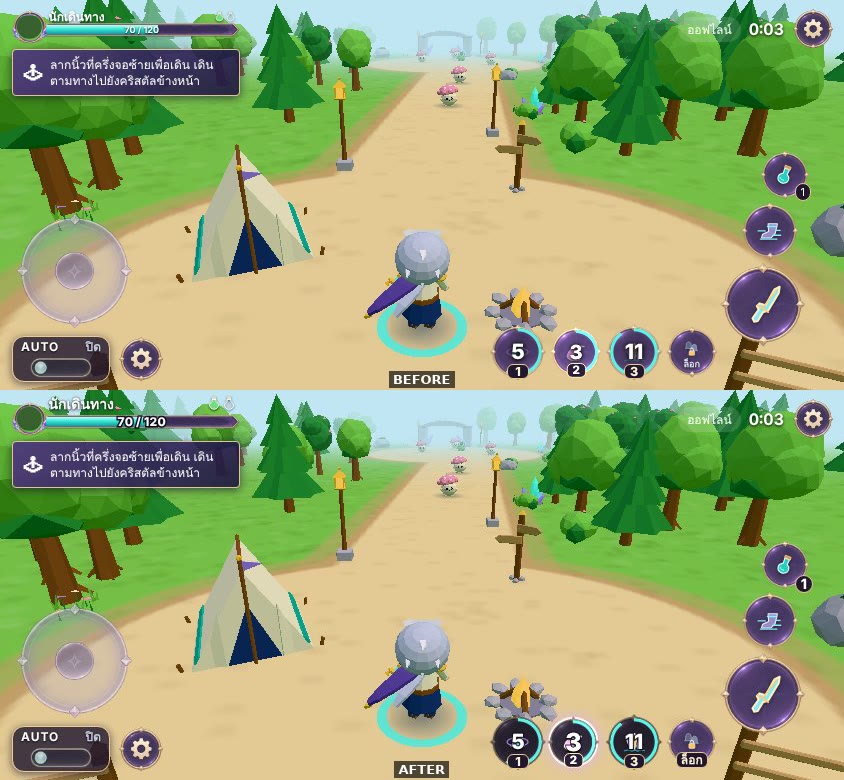 นักเดินทาง
70 / 120
ออฟไลน์ 0:03
ลากนิ้วที่ครึ่งจอซ้ายเพื่อเดิน เดิน
ตามทางไปยังคริสตัลข้างหน้า
1
AUTO ปิด
5 3 11
1 2 3 ล็อก
BEFORE
นักเดินทาง
70 / 120
ออฟไลน์ 0:03
ลากนิ้วที่ครึ่งจอซ้ายเพื่อเดิน เดิน
ตามทางไปยังคริสตัลข้างหน้า
1
AUTO ปิด
5 3 11
1 2 3 ล็อก
AFTER